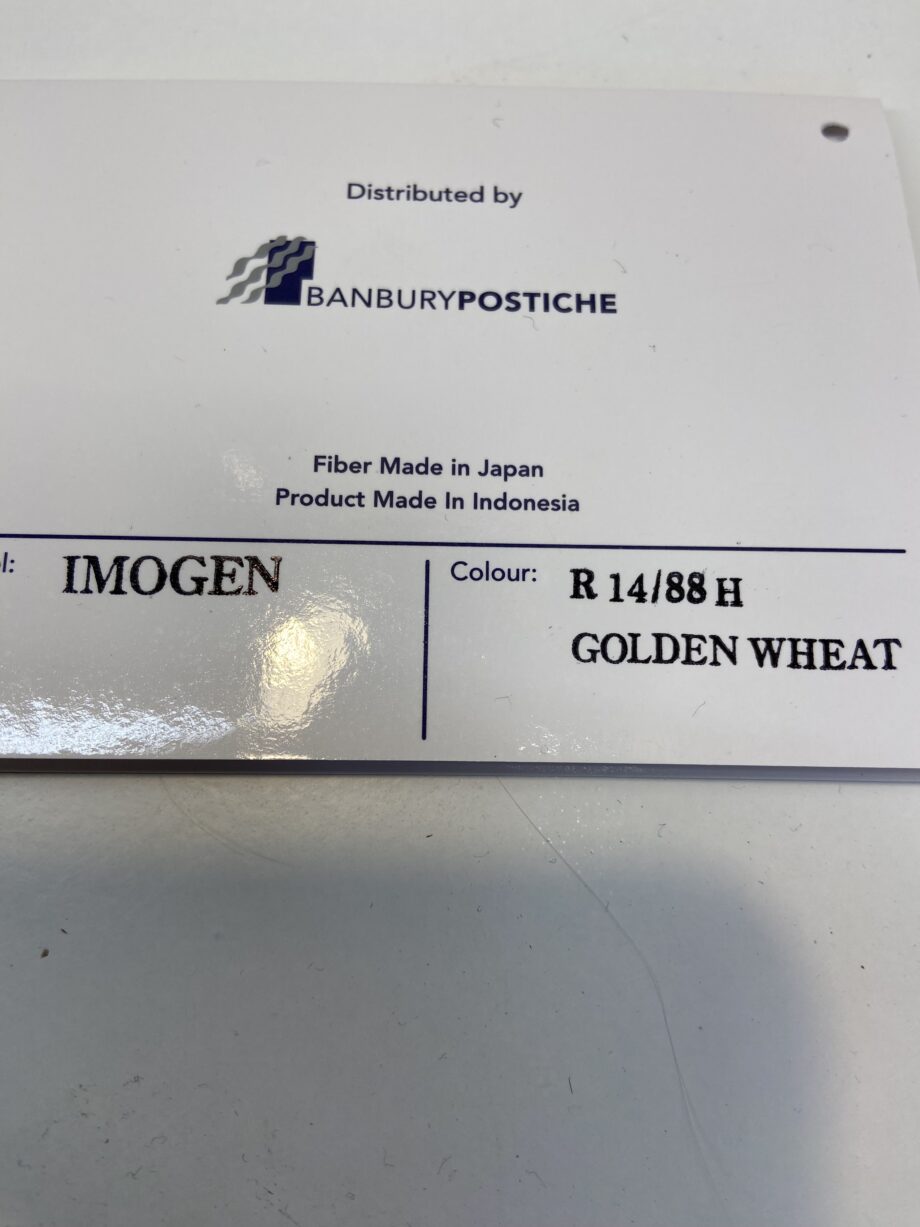 Distributed by
BANBURYPOSTICHE
Fiber Made in Japan
Product Made In Indonesia
l: IMOGEN
Colour: R 14/88 H
GOLDEN WHEAT